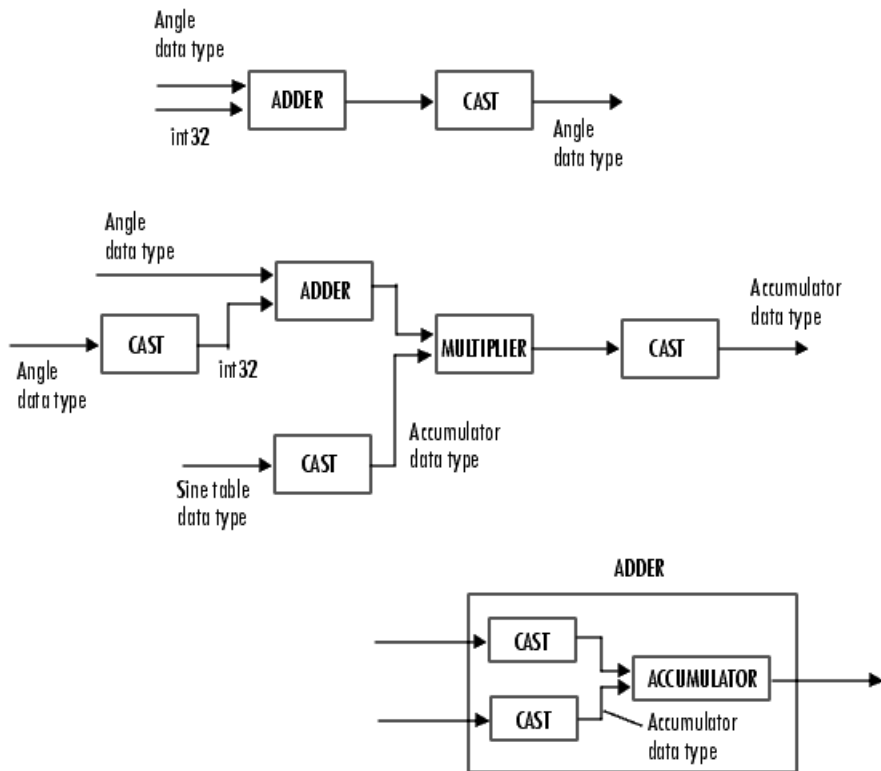 Angle
data type
ADDER
CAST
int32
Angle
data type
Angle
data type
ADDER
Accumulator
data type
CAST
MULTIPLIER
CAST
Angle
data type
int32
Accumulator
data type
CAST
Sine table
data type
ADDER
CAST
ACCUMULATOR
CAST
Accumulator
data type